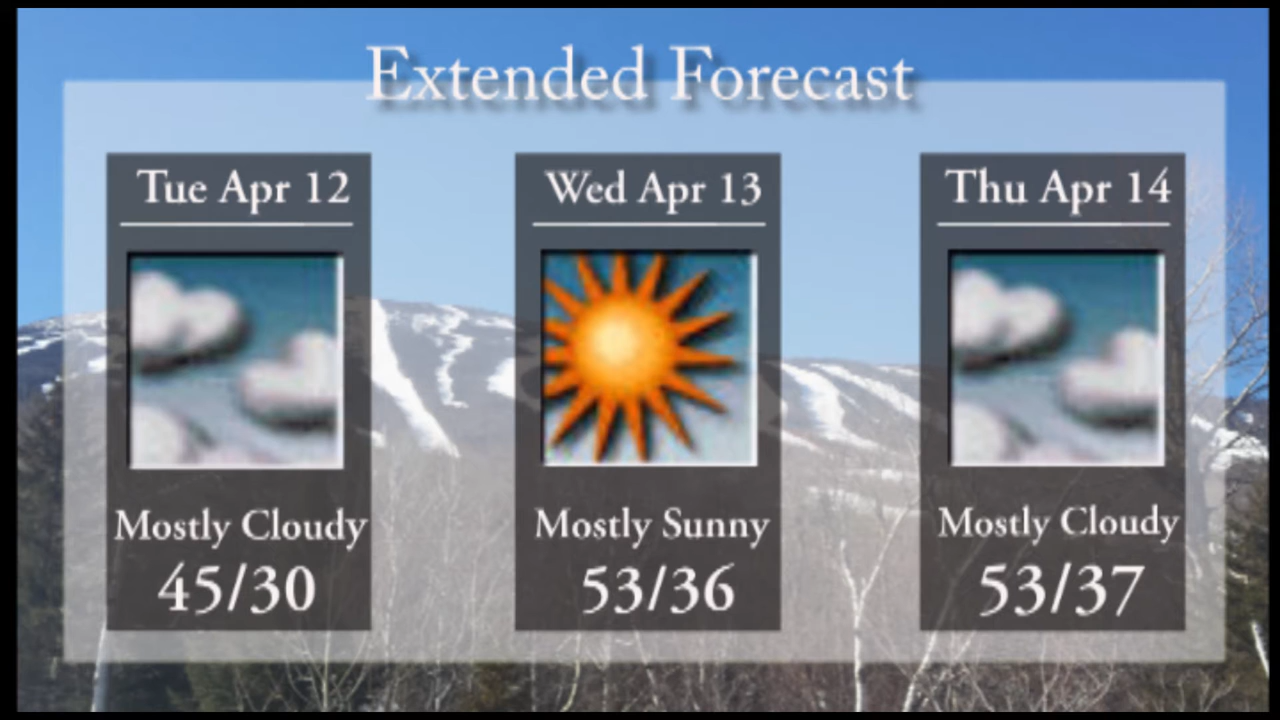 Extended Forecast
Tue Apr 12
Mostly Cloudy
45/30
Wed Apr 13
Mostly Sunny
53/36
Thu Apr 14
Mostly Cloudy
53/37